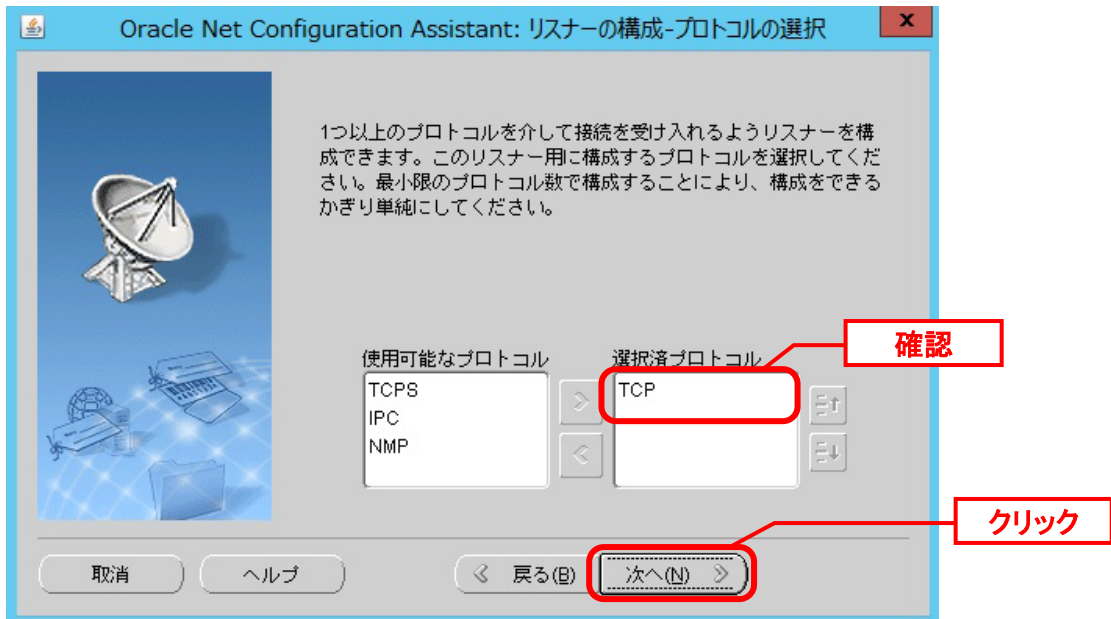 Oracle Net Configuration Assistant: リスナーの構成-プロトコルの選択
x
1つ以上のプロトコルを介して接続を受け入れるようリスナーを構
成できます。このリスナー用に構成するプロトコルを選択してくだ
さい。最小限のプロトコル数で構成することにより、構成をできる
かぎり単純にしてください。
確認
使用可能なプロトコル
選択済プロトコル
TCPS
IPC
NMP
TCP
クリック
取消
ヘルプ
戻る(B)
次へ(N)